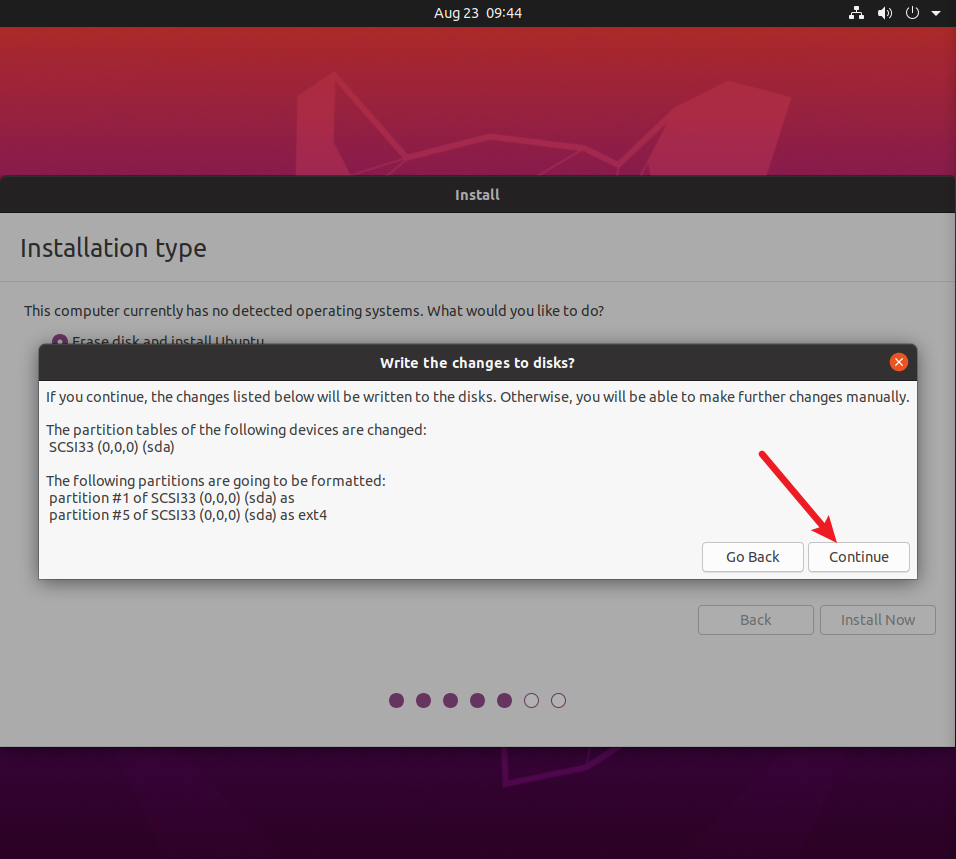 Aug 23 09:44
Install
Installation type
This computer currently has no detected operating systems. What would you like to do?
Erase disk and install Ubuntu
Write the changes to disks?
If you continue, the changes listed below will be written to the disks. Otherwise, you will be able to make further changes manually.
The partition tables of the following devices are changed:
SCSI33 (0,0,0) (sda)
The following partitions are going to be formatted:
partition #1 of SCSI33 (0,0,0) (sda) as
partition #5 of SCSI33 (0,0,0) (sda) as ext4
Go Back Continue
Back Install Now